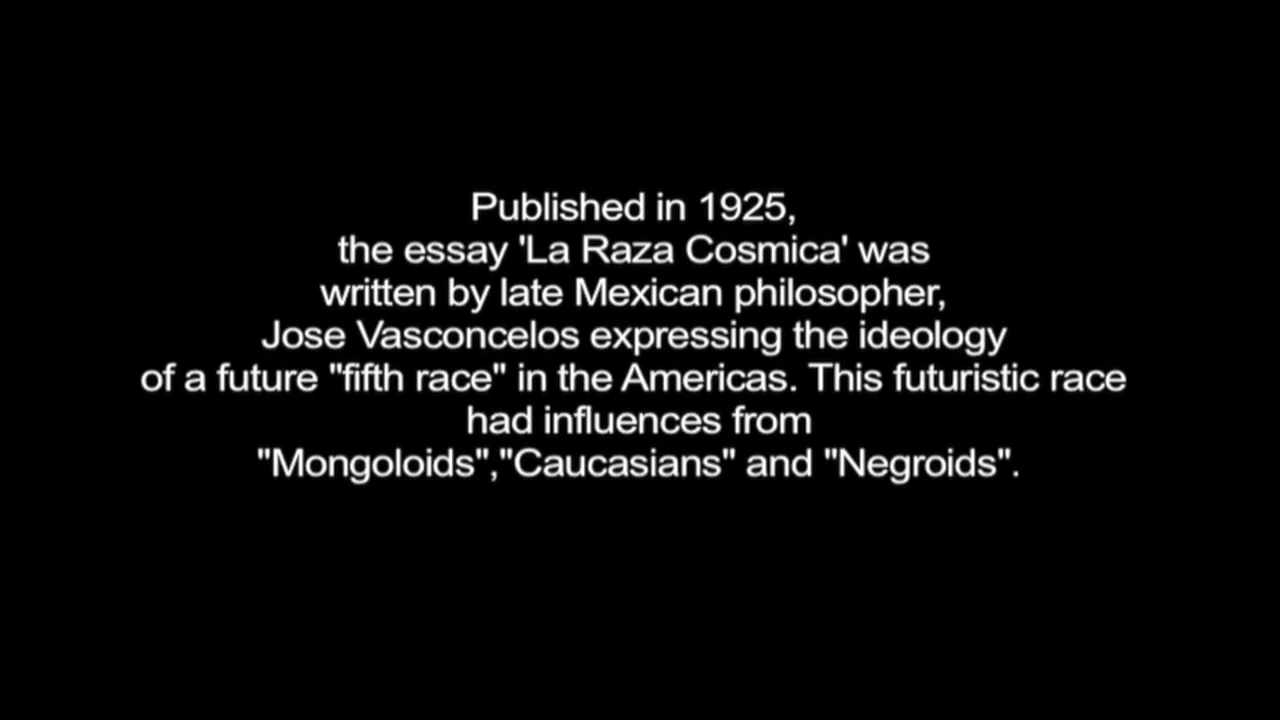 Published in 1925,
the essay 'La Raza Cosmica' was
written by late Mexican philosopher,
Jose Vasconcelos expressing the ideology
of a future "fifth race" in the Americas. This futuristic race
had influences from
"Mongoloids","Caucasians" and "Negroids".